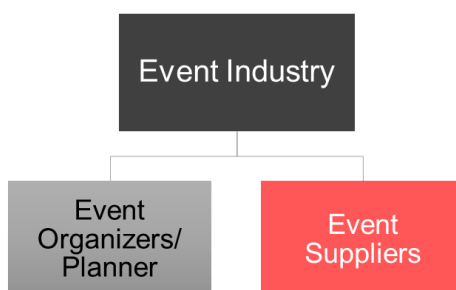 Event Industry
Event
Organizers/
Planner
Event
Suppliers